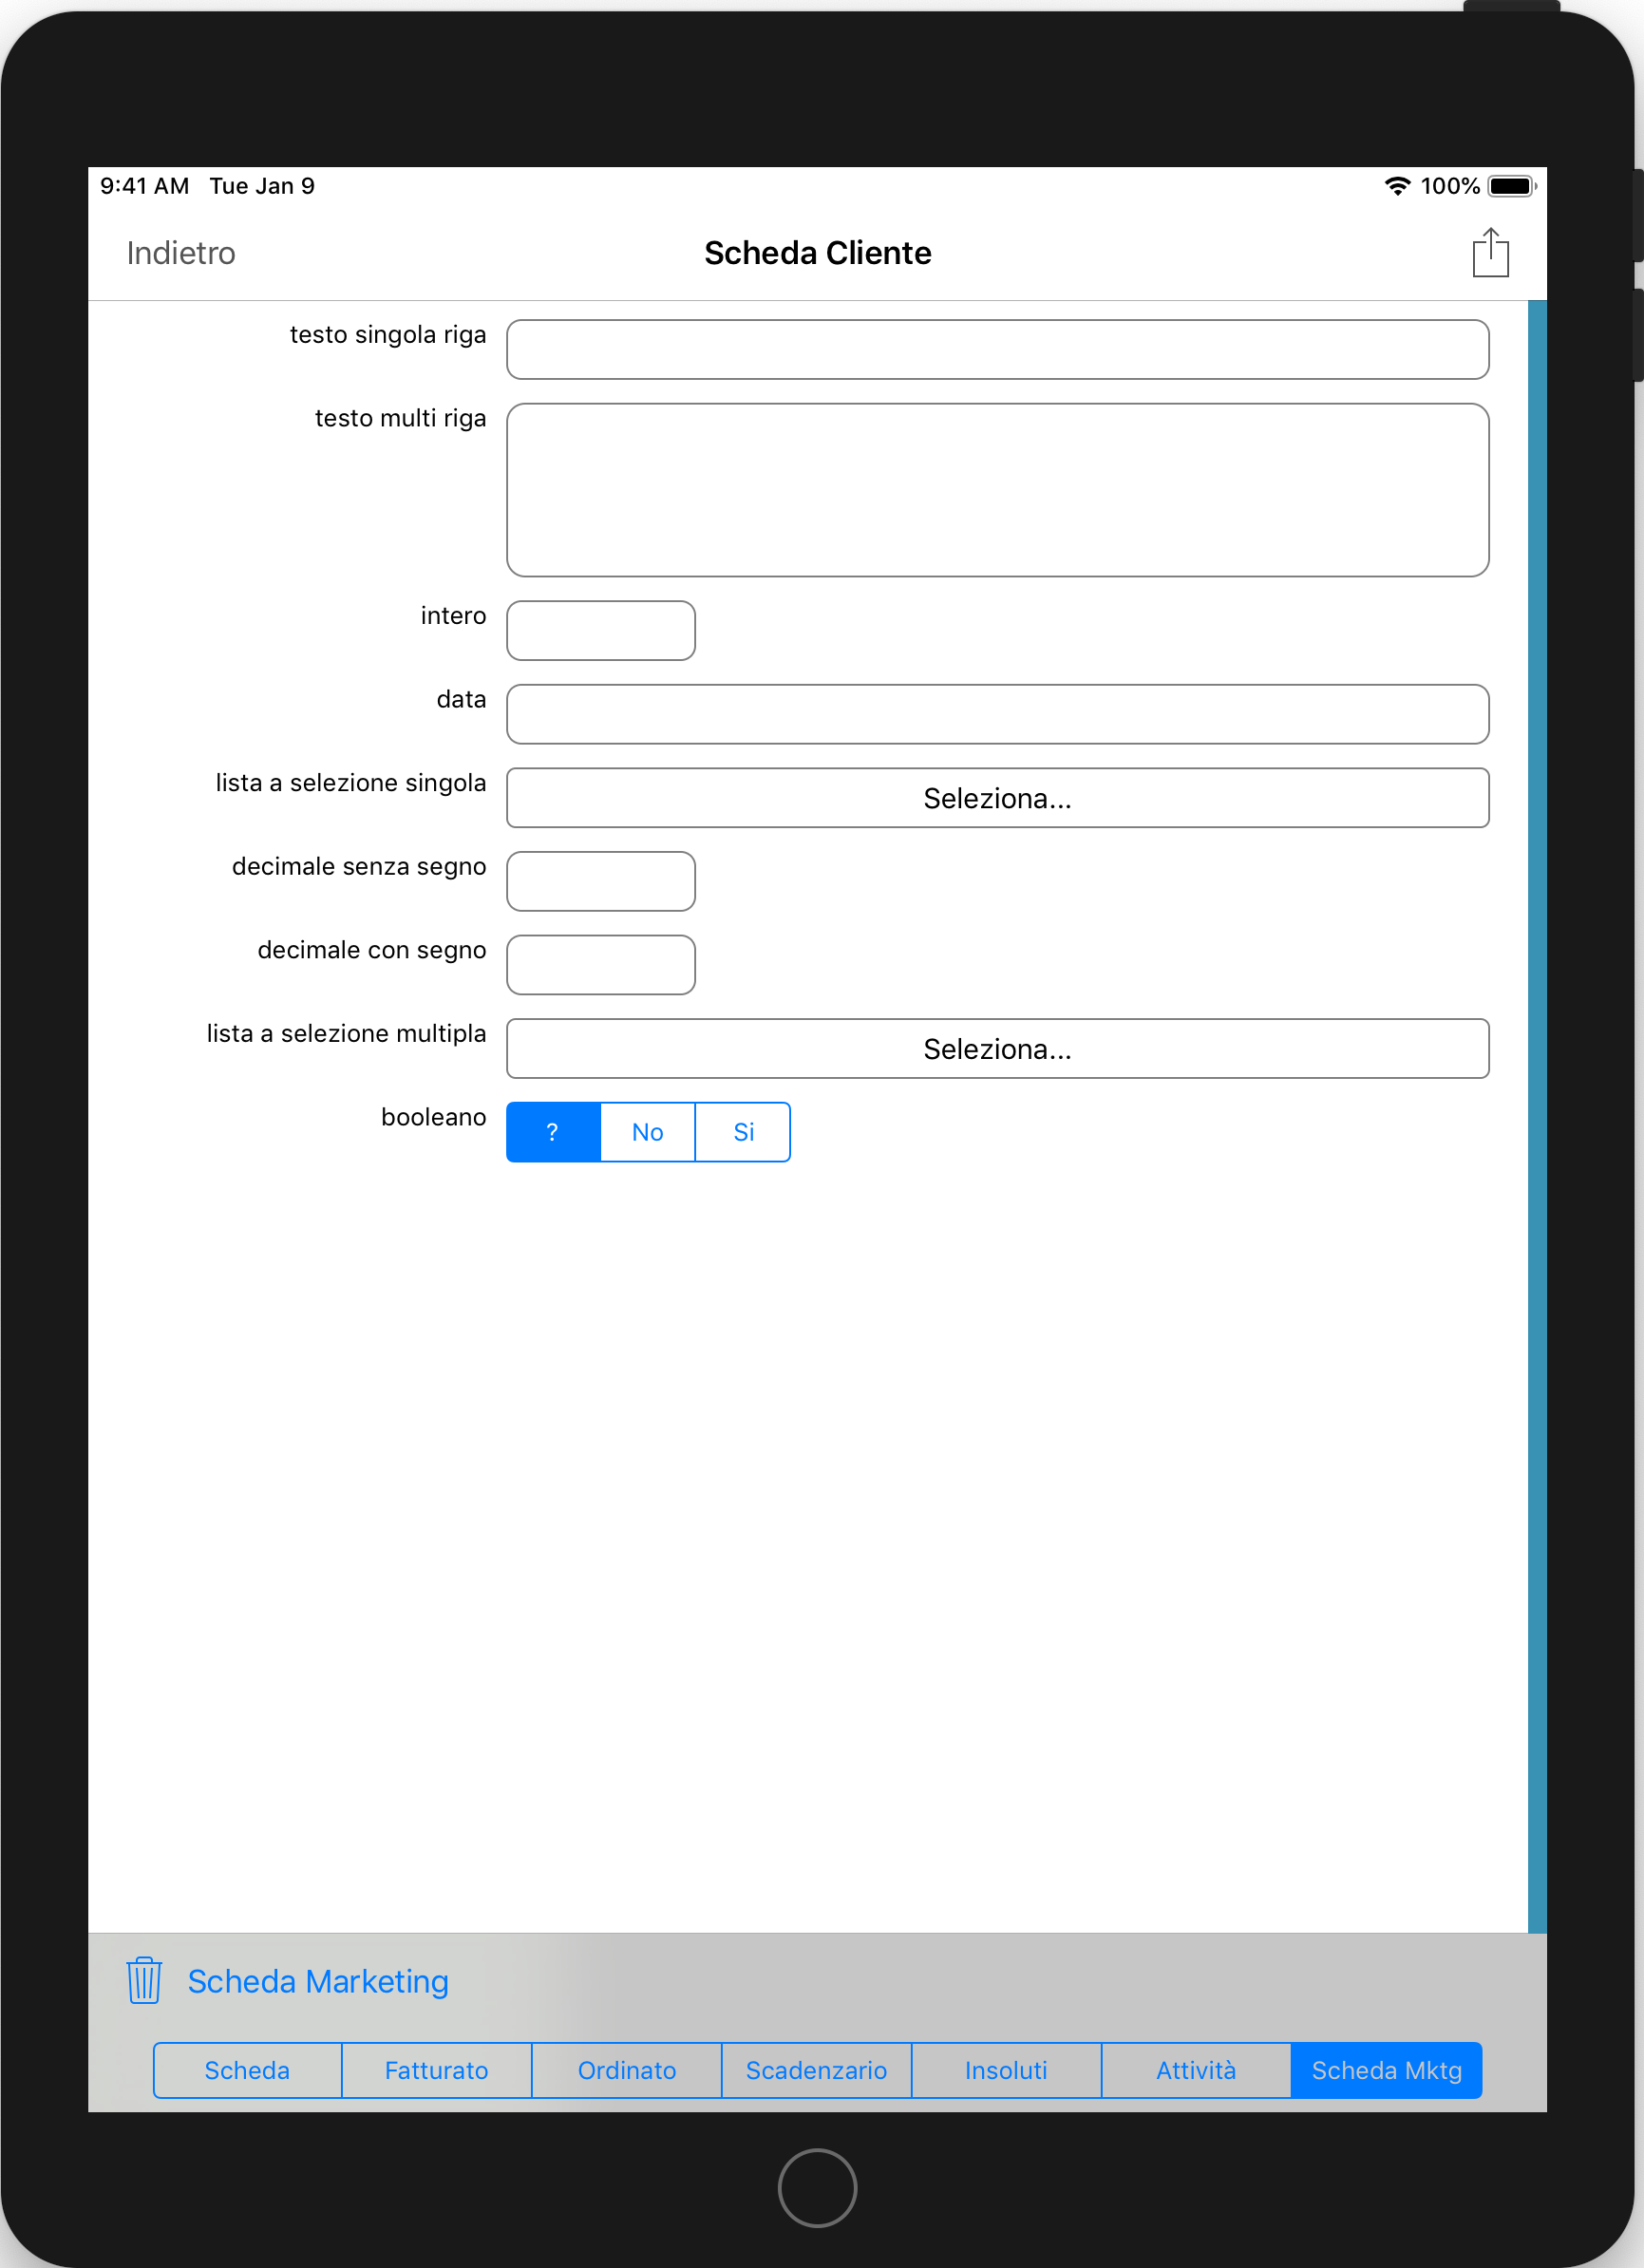 9:41 AM Tue Jan 9 100%
Indietro Scheda Cliente
testo singola riga
testo multi riga
intero
data
lista a selezione singola Seleziona...
decimale senza segno
decimale con segno
lista a selezione multipla Seleziona...
booleano ? No Si
Scheda Marketing
Scheda Fatturato Ordinato Scadenzario Insoluti Attività Scheda Mktg